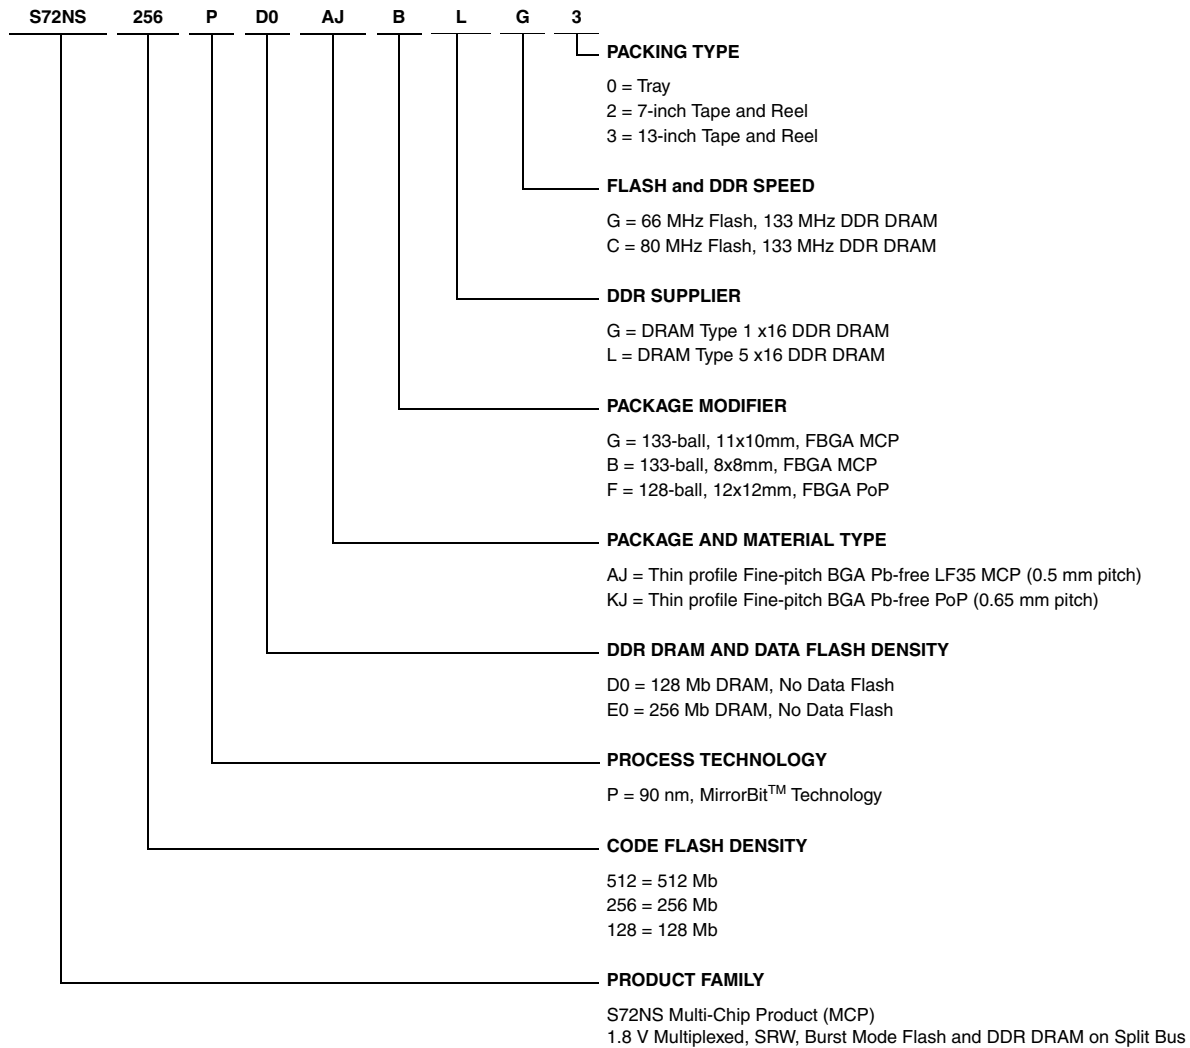 S72NS 256 P D0 AJ B L G 3
PACKING TYPE
0 = Tray
2 = 7-inch Tape and Reel
3 = 13-inch Tape and Reel
FLASH and DDR SPEED
G = 66 MHz Flash, 133 MHz DDR DRAM
C = 80 MHz Flash, 133 MHz DDR DRAM
DDR SUPPLIER
G = DRAM Type 1 x16 DDR DRAM
L = DRAM Type 5 x16 DDR DRAM
PACKAGE MODIFIER
G = 133-ball, 11x10mm, FBGA MCP
B = 133-ball, 8x8mm, FBGA MCP
F = 128-ball, 12x12mm, FBGA PoP
PACKAGE AND MATERIAL TYPE
AJ = Thin profile Fine-pitch BGA Pb-free LF35 MCP (0.5 mm pitch)
KJ = Thin profile Fine-pitch BGA Pb-free PoP (0.65 mm pitch)
DDR DRAM AND DATA FLASH DENSITY
D0 = 128 Mb DRAM, No Data Flash
E0 = 256 Mb DRAM, No Data Flash
PROCESS TECHNOLOGY
P = 90 nm, MirrorBit™ Technology
CODE FLASH DENSITY
512 = 512 Mb
256 = 256 Mb
128 = 128 Mb
PRODUCT FAMILY
S72NS Multi-Chip Product (MCP)
1.8 V Multiplexed, SRW, Burst Mode Flash and DDR DRAM on Split Bus